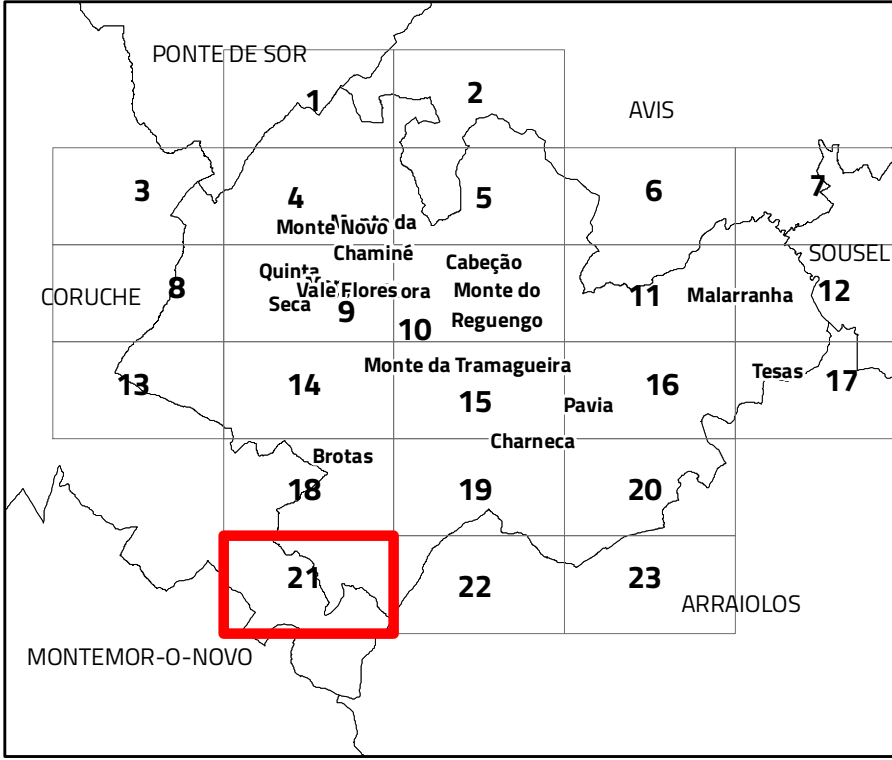 PONTE DE SOR
1
2
AVIS
3
4
5
6
7
Monte Novo
da
Chaminé
SOUSEL
Quinta
Seca
Vale Flores
ora
Cabeção
Monte do
Reguengo
CORUCHE
8
9
10
11
Malarranha
12
Monte da Tramagueira
13
14
15
16
Tesas
17
Pavia
Charneca
Brotas
18
19
20
21
22
23
ARRAIOLOS
MONTEMOR-O-NOVO